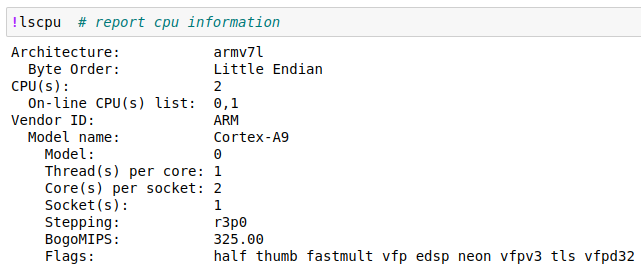 !lscpu  # report cpu information
Architecture:           armv7l
  Byte Order:           Little Endian
CPU(s):                 2
  On-line CPU(s) list:  0,1
Vendor ID:              ARM
  Model name:           Cortex-A9
    Model:              0
    Thread(s) per core: 1
    Core(s) per socket: 2
    Socket(s):          1
    Stepping:           r3p0
    BogoMIPS:           325.00
    Flags:              half thumb fastmult vfp edsp neon vfpv3 tls vfpd32